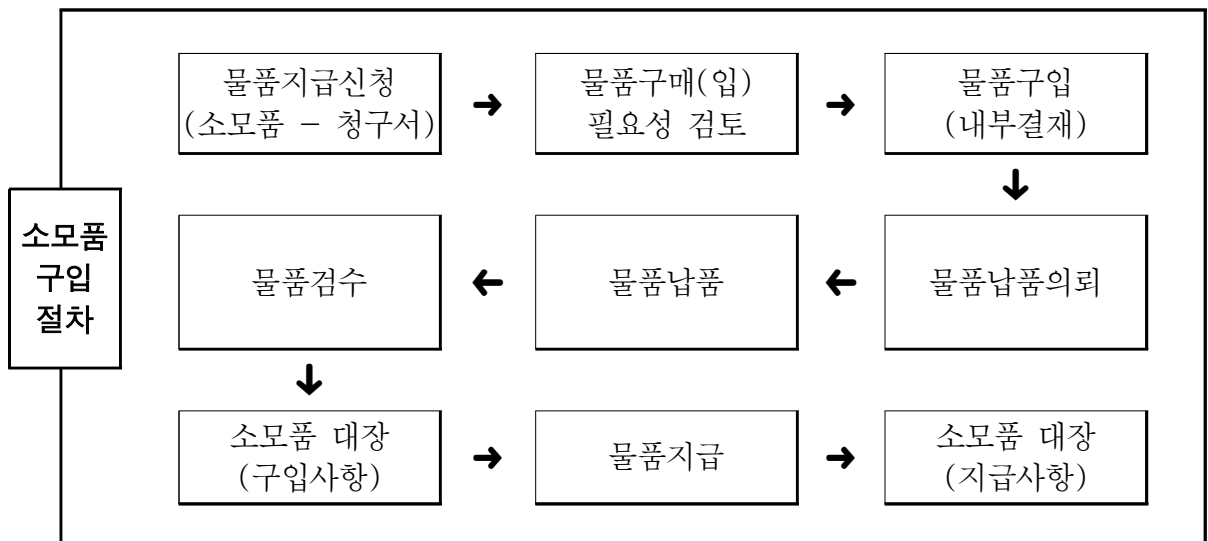 소모품
구입
절차
물품지급신청
(소모품 - 청구서)
➜
물품구매(입)
필요성 검토
➜
물품구입
(내부결재)
물품납품의뢰
물품납품
물품검수
소모품 대장
(구입사항)
➜
물품지급
➜
소모품 대장
(지급사항)